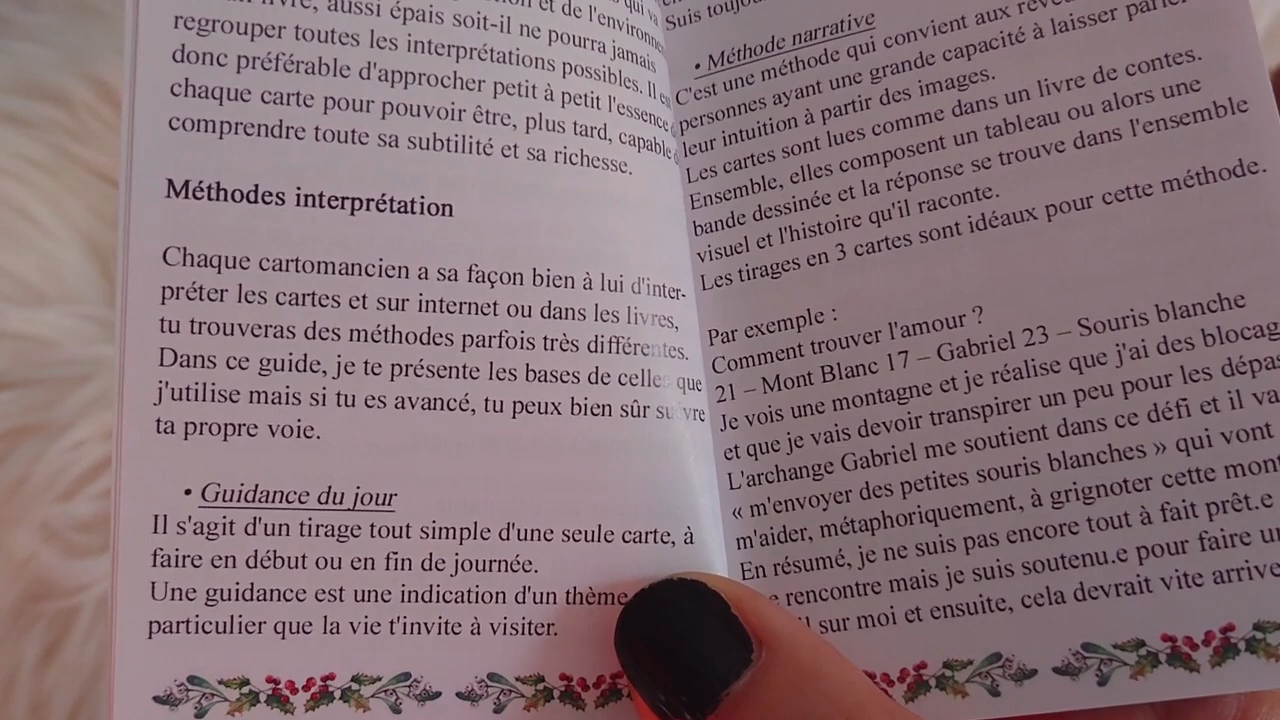 livre, aussi épais soit-il ne pourra jamais
regrouper toutes les interprétations possibles. Il
donc préférable d'approcher petit à petit l'essence
chaque carte pour pouvoir être, plus tard, capable
comprendre toute sa subtilité et sa richesse.
Méthodes interprétation
Chaque cartomancien a sa façon bien à lui d'inter-
préter les cartes et sur internet ou dans les livres,
tu trouveras des méthodes parfois très différentes.
Dans ce guide, je te présente les bases de celles que
j'utilise mais si tu es avancé, tu peux bien sûr suivre
ta propre voie.
• Guidance du jour
Il s'agit d'un tirage tout simple d'une seule carte, à
faire en début ou en fin de journée.
Une guidance est une indication d'un thème
particulier que la vie t'invite à visiter.
Suis
• Méthode narrative
C'est une méthode qui convient aux
personnes ayant une grande capacité à laisser
leur intuition à partir des images.
Les cartes sont lues comme dans un livre de contes.
Ensemble, elles composent un tableau ou alors une
bande dessinée et la réponse se trouve dans l'ensemble
visuel et l'histoire qu'il raconte.
Les tirages en 3 cartes sont idéaux pour cette méthode.
Par exemple :
Comment trouver l'amour ?
21 – Mont Blanc 17 – Gabriel 23 – Souris blanche
Je vois une montagne et je réalise que j'ai des
et que je vais devoir transpirer un peu pour les
L'archange Gabriel me soutient dans ce défi et il va
« m'envoyer des petites souris blanches » qui vont
m'aider, métaphoriquement, à grignoter cette
En résumé, je ne suis pas encore tout à fait prêt.e
rencontre mais je suis soutenu.e pour faire
sur moi et ensuite, cela devrait vite